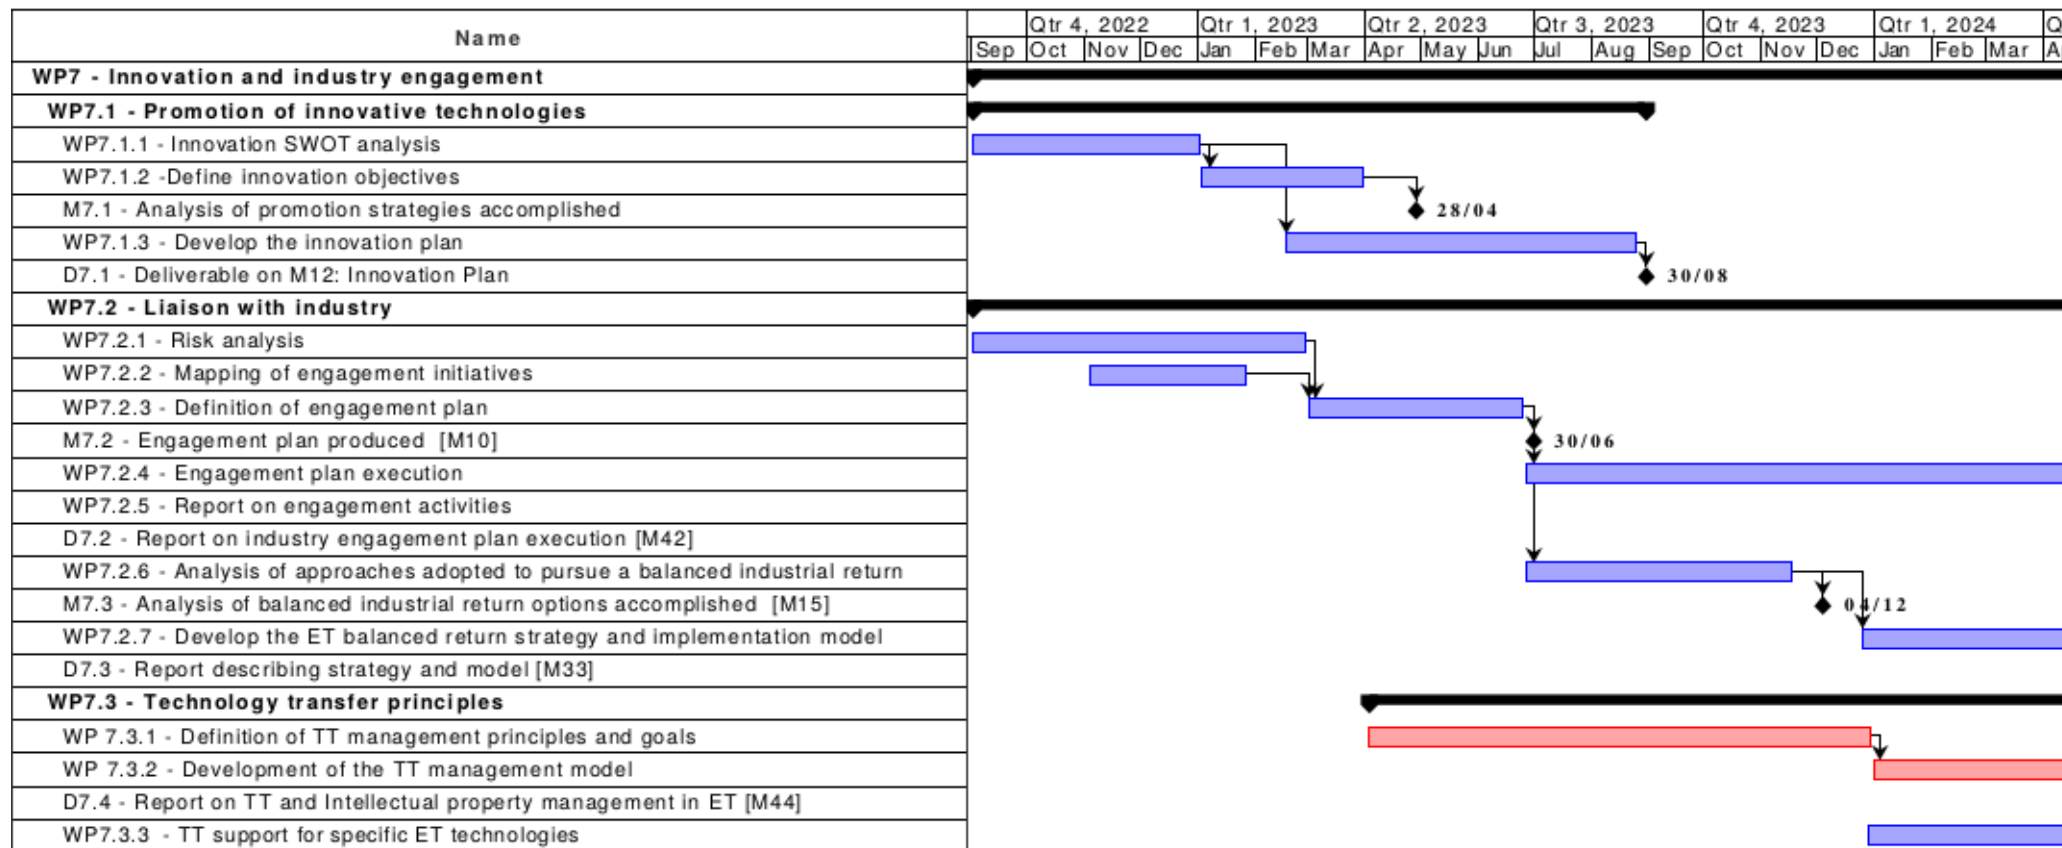 Name
Qtr 4, 2022 Qtr 1, 2023 Qtr 2, 2023 Qtr 3, 2023 Qtr 4, 2023 Qtr 1, 2024 Q
Sep Oct Nov Dec Jan Feb Mar Apr May Jun Jul Aug Sep Oct Nov Dec Jan Feb Mar A
WP7 - Innovation and industry engagement
WP7.1 - Promotion of innovative technologies
WP7.1.1 - Innovation SWOT analysis
WP7.1.2 -Define innovation objectives
M7.1 - Analysis of promotion strategies accomplished 28/04
WP7.1.3 - Develop the innovation plan
D7.1 - Deliverable on M12: Innovation Plan 30/08
WP7.2 - Liaison with industry
WP7.2.1 - Risk analysis
WP7.2.2 - Mapping of engagement initiatives
WP7.2.3 - Definition of engagement plan
M7.2 - Engagement plan produced [M10] 30/06
WP7.2.4 - Engagement plan execution
WP7.2.5 - Report on engagement activities
D7.2 - Report on industry engagement plan execution [M42]
WP7.2.6 - Analysis of approaches adopted to pursue a balanced industrial return
M7.3 - Analysis of balanced industrial return options accomplished [M15] 04/12
WP7.2.7 - Develop the ET balanced return strategy and implementation model
D7.3 - Report describing strategy and model [M33]
WP7.3 - Technology transfer principles
WP 7.3.1 - Definition of TT management principles and goals
WP 7.3.2 - Development of the TT management model
D7.4 - Report on TT and Intellectual property management in ET [M44]
WP7.3.3 - TT support for specific ET technologies